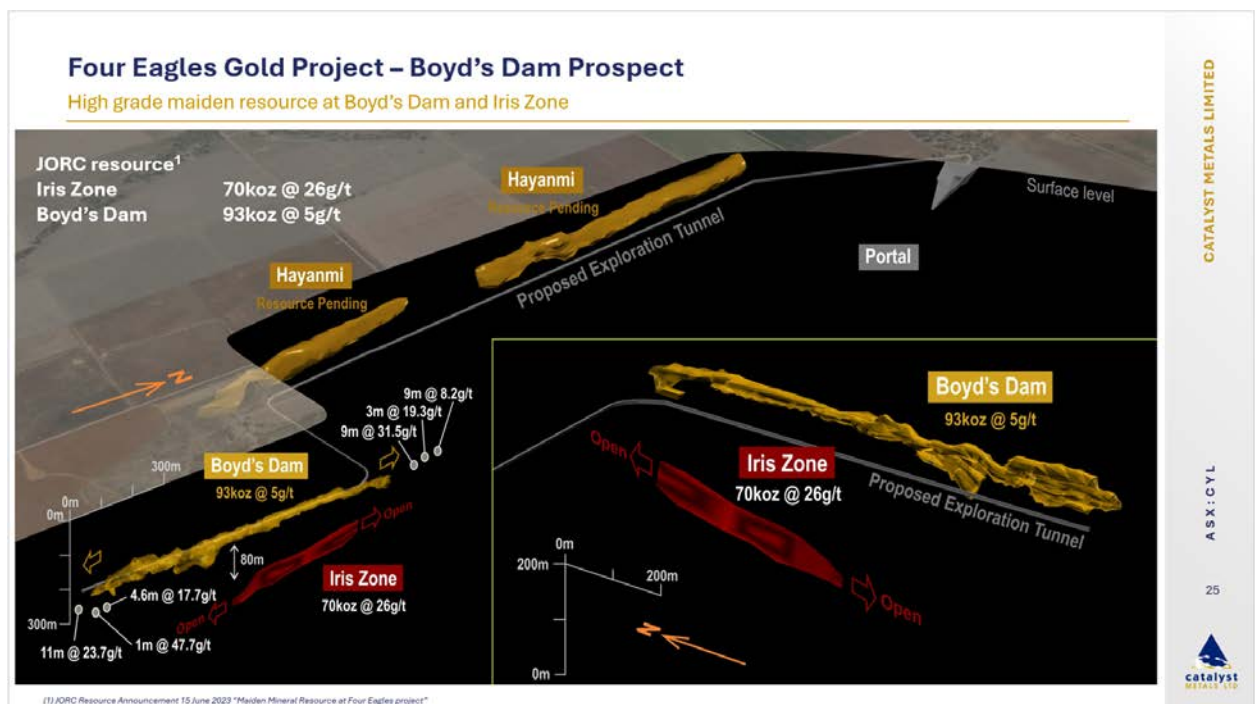 Four Eagles Gold Project – Boyd's Dam Prospect
High grade maiden resource at Boyd's Dam and Iris Zone
JORC resource1
Iris Zone 70koz @ 26g/t
Boyd's Dam 93koz @ 5g/t
Hayanmi
Resource Pending
Hayanmi
Resource Pending
Proposed Exploration Tunnel
Surface level
Portal
N
9m @ 8.2g/t
3m @ 19.3g/t
9m @ 31.5g/t
300m
0m
0m
300m
Boyd's Dam
93koz @ 5g/t
Open
80m
Iris Zone
70koz @ 26g/t
Open
4.6m @ 17.7g/t
1m @ 47.7g/t
11m @ 23.7g/t
Boyd's Dam
93koz @ 5g/t
Open
Iris Zone
70koz @ 26g/t
Proposed Exploration Tunnel
Open
0m
200m
200m
0m
N
CATALYST METALS LIMITED
ASX:CYL
25
catalyst
METALS LTD
(1) JORC Resource Announcement 15 June 2023 "Maiden Mineral Resource at Four Eagles project"